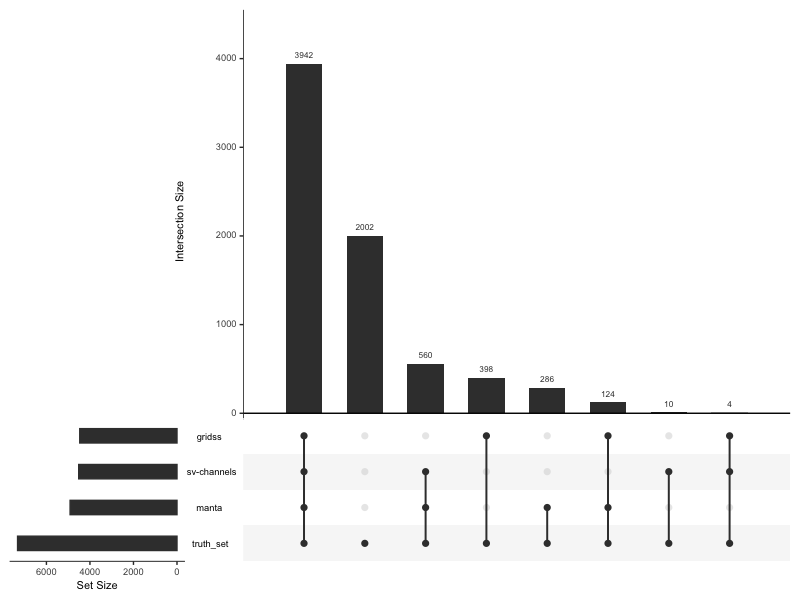 3942
4000
3000
Intersection Size
2002
2000
1000
560
398
286
124
10
4
0
gridss
sv-channels
manta
truth_set
6000 4000 2000 0
Set Size